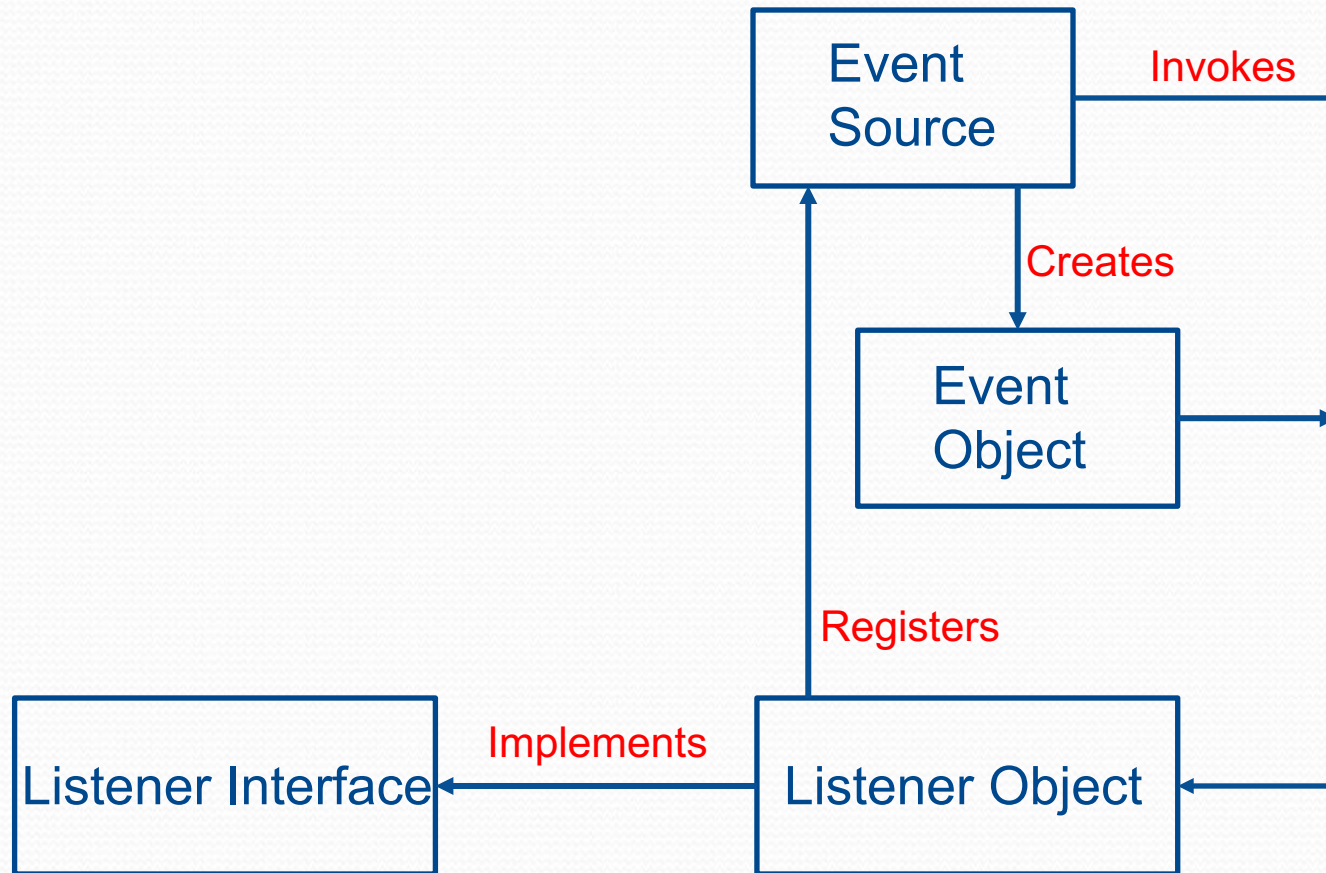 Event
Source
Invokes
Creates
Event
Object
Registers
Listener Interface
Implements
Listener Object